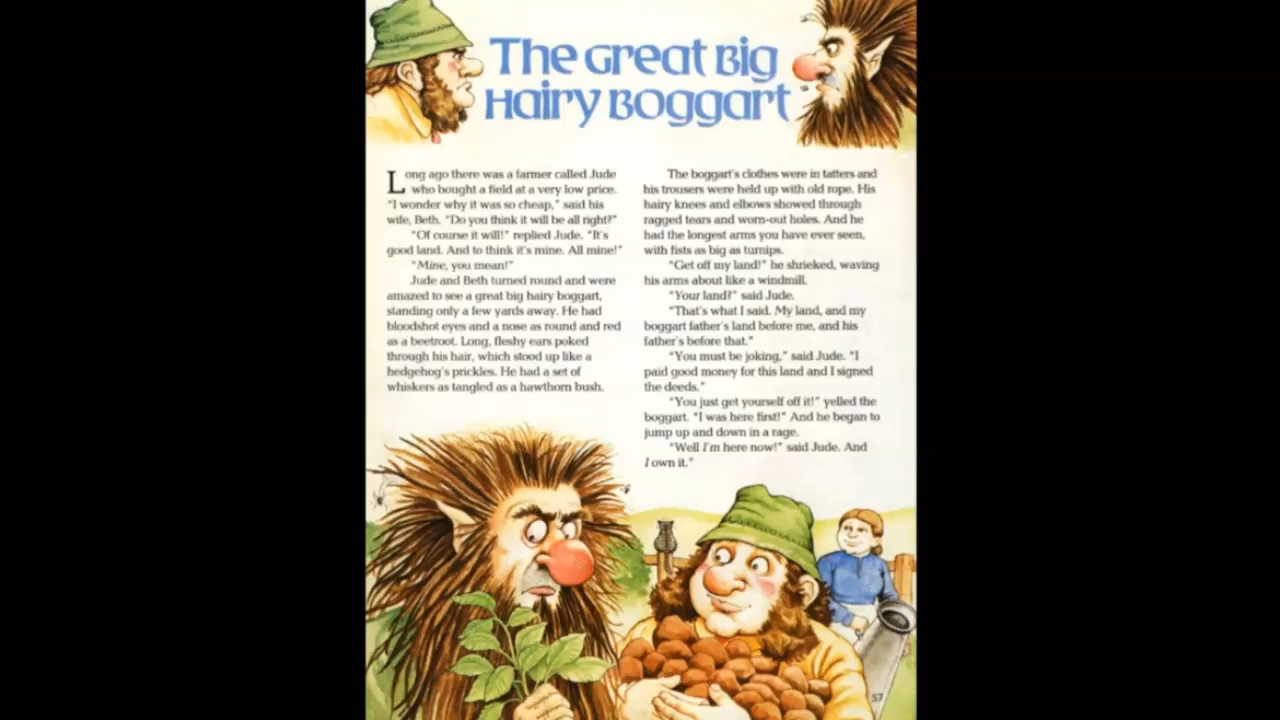 The Great Big
Hairy Boggart
Long ago there was a farmer called Jude
who bought a field at a very low price.
"I wonder why it was so cheap," said his
wife, Beth. "Do you think it will be all right?"
"Of course it will!" replied Jude. "It's
good land. And to think it's mine. All mine!"
"Mine, you mean!"
Jude and Beth turned round and were
amazed to see a great big hairy boggart,
standing only a few yards away. He had
bloodshot eyes and a nose as round and red
as a beetroot. Long, fleshy ears poked
through his hair, which stood up like a
hedgehog's prickles. He had a set of
whiskers as tangled as a hawthorn bush.
The boggart's clothes were in tatters and
his trousers were held up with old rope. His
hairy knees and elbows showed through
ragged tears and worn-out holes. And he
had the longest arms you have ever seen,
with fists as big as turnips.
"Get off my land!" he shrieked, waving
his arms about like a windmill.
"Your land?" said Jude.
"That's what I said. My land, and my
boggart father's land before me, and his
father's before that."
"You must be joking," said Jude. "I
paid good money for this land and I signed
the deeds."
"You just get yourself off it!" yelled the
boggart. "I was here first!" And he began to
jump up and down in a rage.
"Well I'm here now!" said Jude. And
I own it."
57